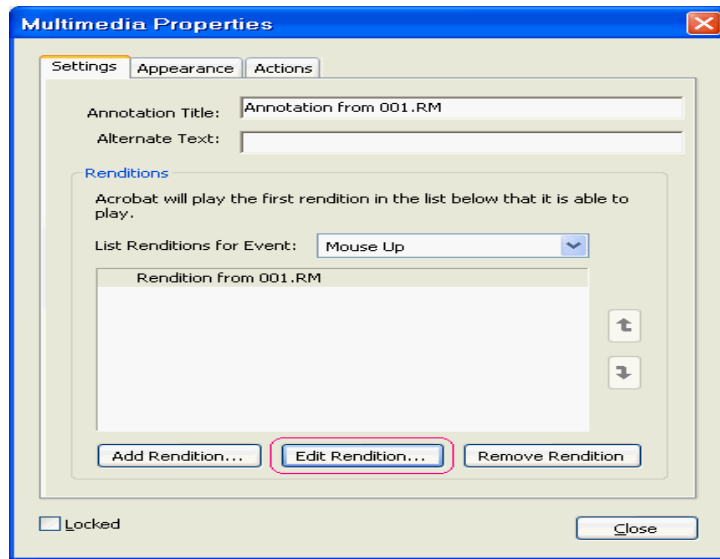 Multimedia Properties
Settings Appearance Actions
Annotation Title: Annotation from 001.RM
Alternate Text:
Renditions
Acrobat will play the first rendition in the list below that it is able to
play.
List Renditions for Event: Mouse Up
Rendition from 001.RM
Add Rendition... Edit Rendition... Remove Rendition
Locked Close